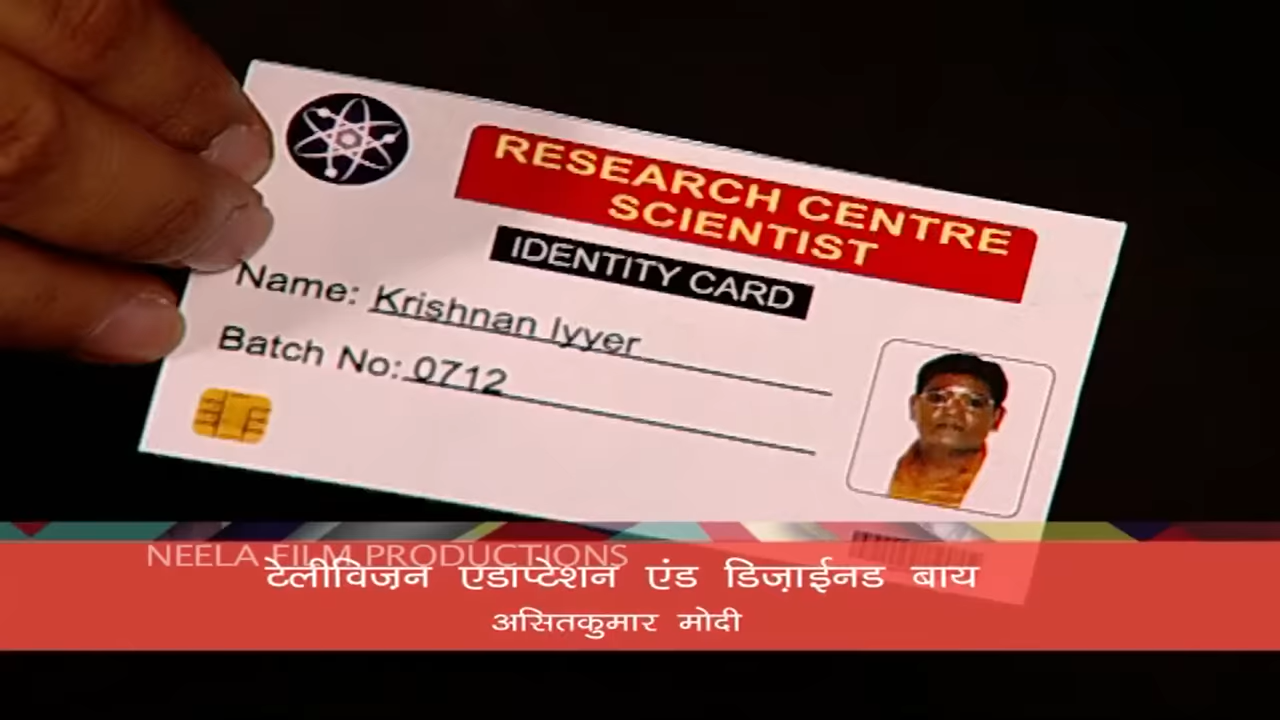 RESEARCH CENTRE
SCIENTIST
IDENTITY CARD
Name: Krishnan Iyyer
Batch No: 0712
NEELA FILM PRODUCTIONS
टेलीविज़न एडाप्टेशन एंड डिज़ाईनड बाय
असितकुमार मोदी